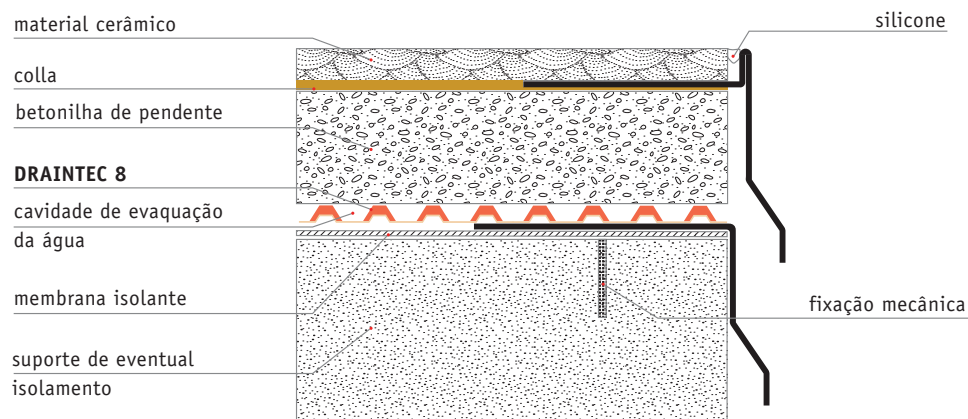 material cerâmico
silicone
colla
betonilha de pendente
DRAINTEC 8
cavidade de evaquação
da água
membrana isolante
fixação mecânica
suporte de eventual
isolamento